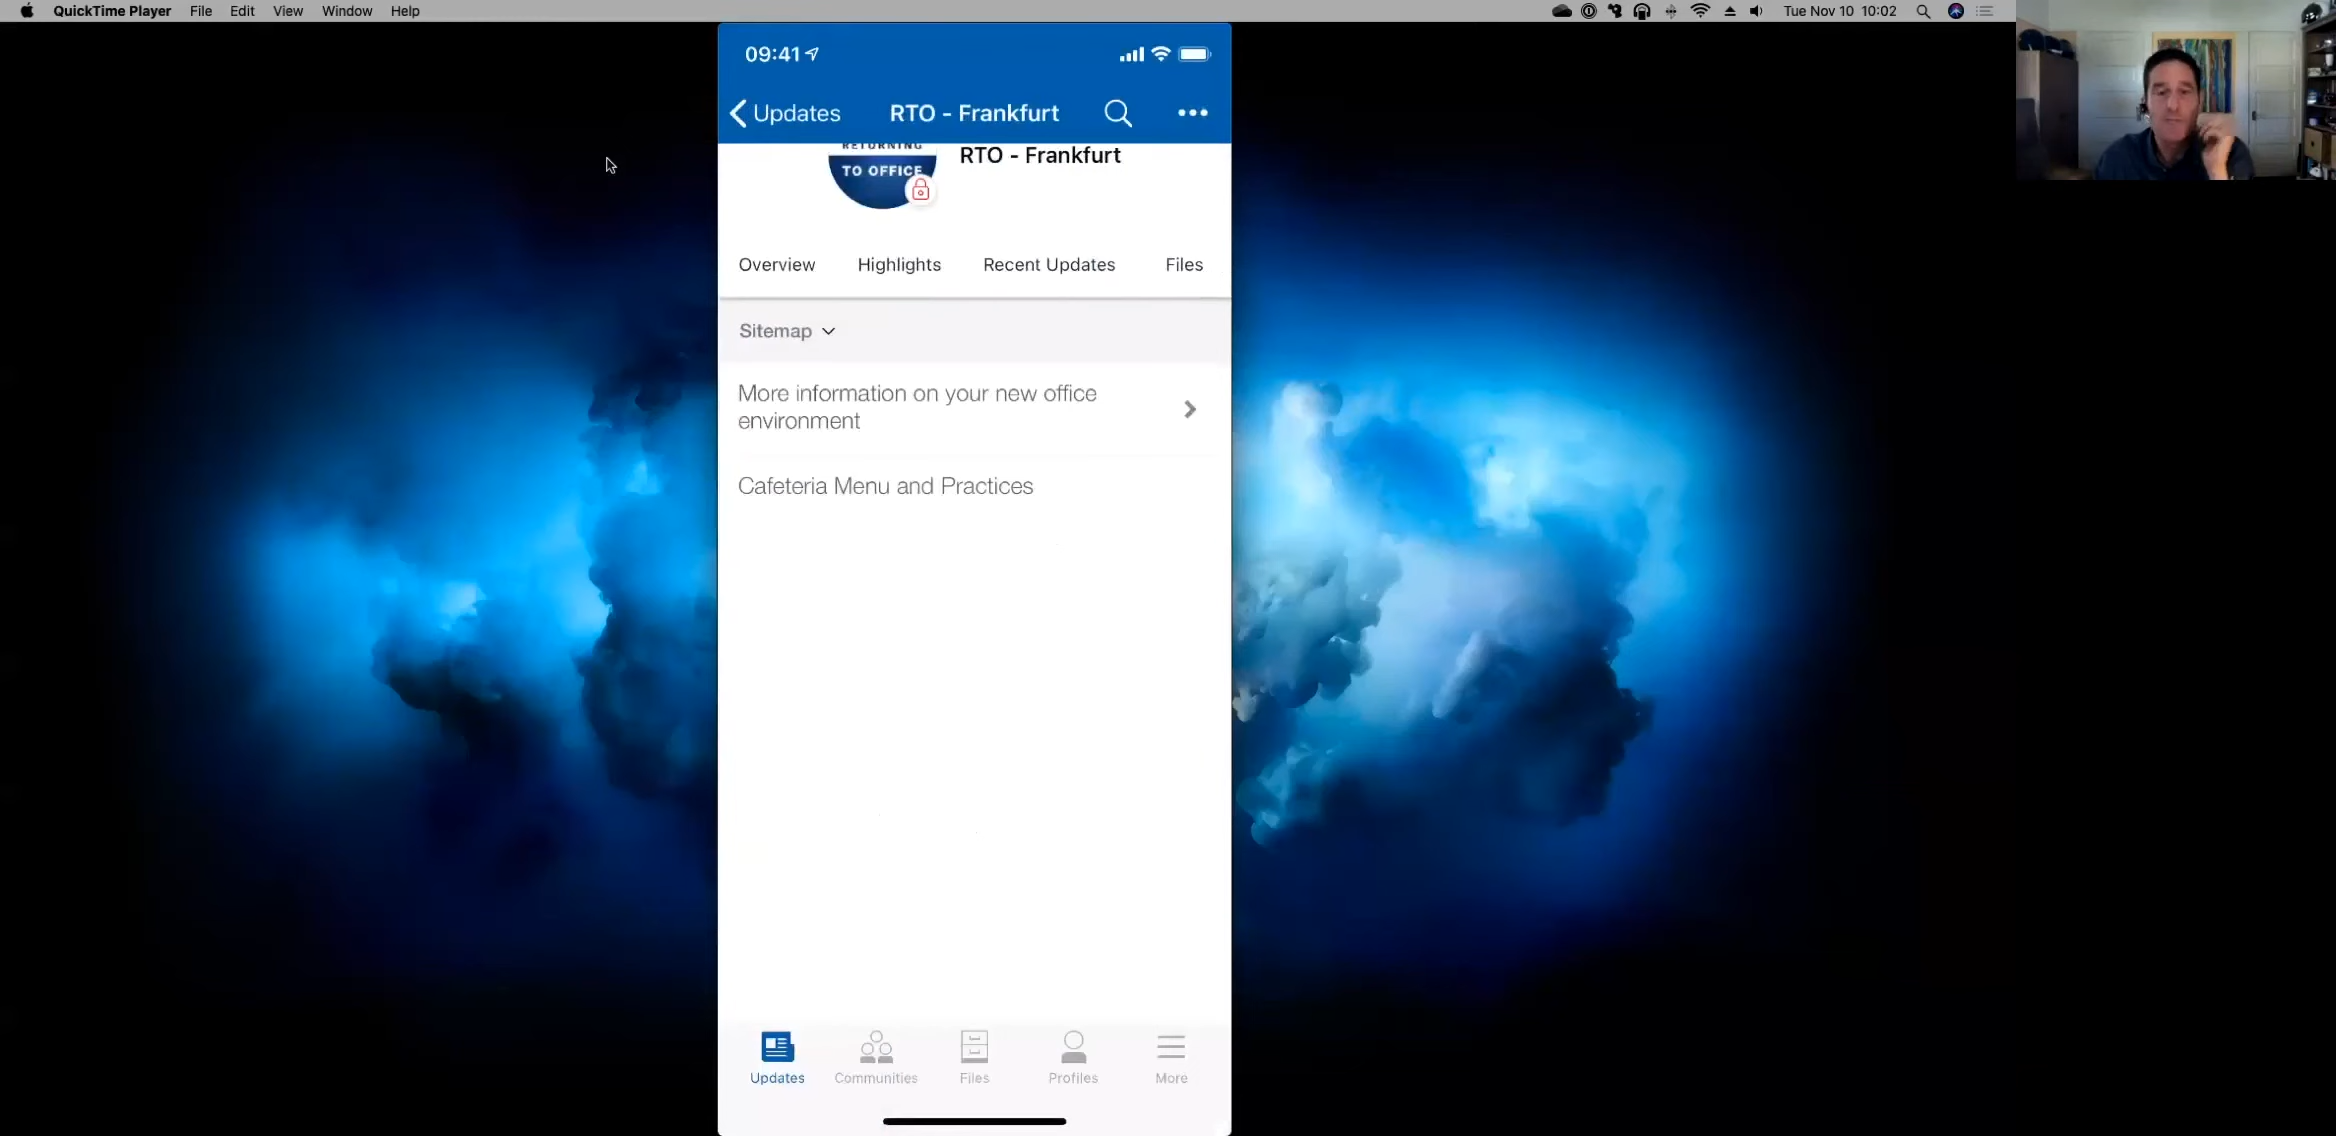 QuickTime Player File Edit View Window Help Tue Nov 10 10:02
09:41
Updates RTO - Frankfurt
RETURNING
TO OFFICE
RTO - Frankfurt
Overview Highlights Recent Updates Files
Sitemap
More information on your new office
environment
Cafeteria Menu and Practices
Updates Communities Files Profiles More